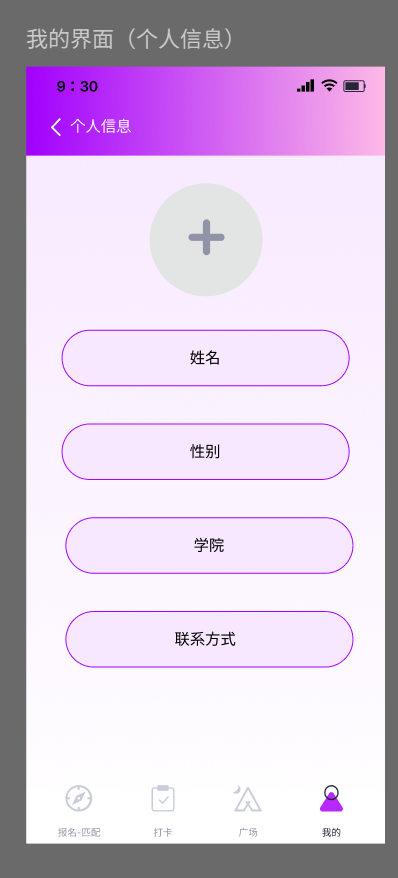 我的界面（个人信息）
9：30
个人信息
姓名
性别
学院
联系方式
报名-匹配
打卡
广场
我的